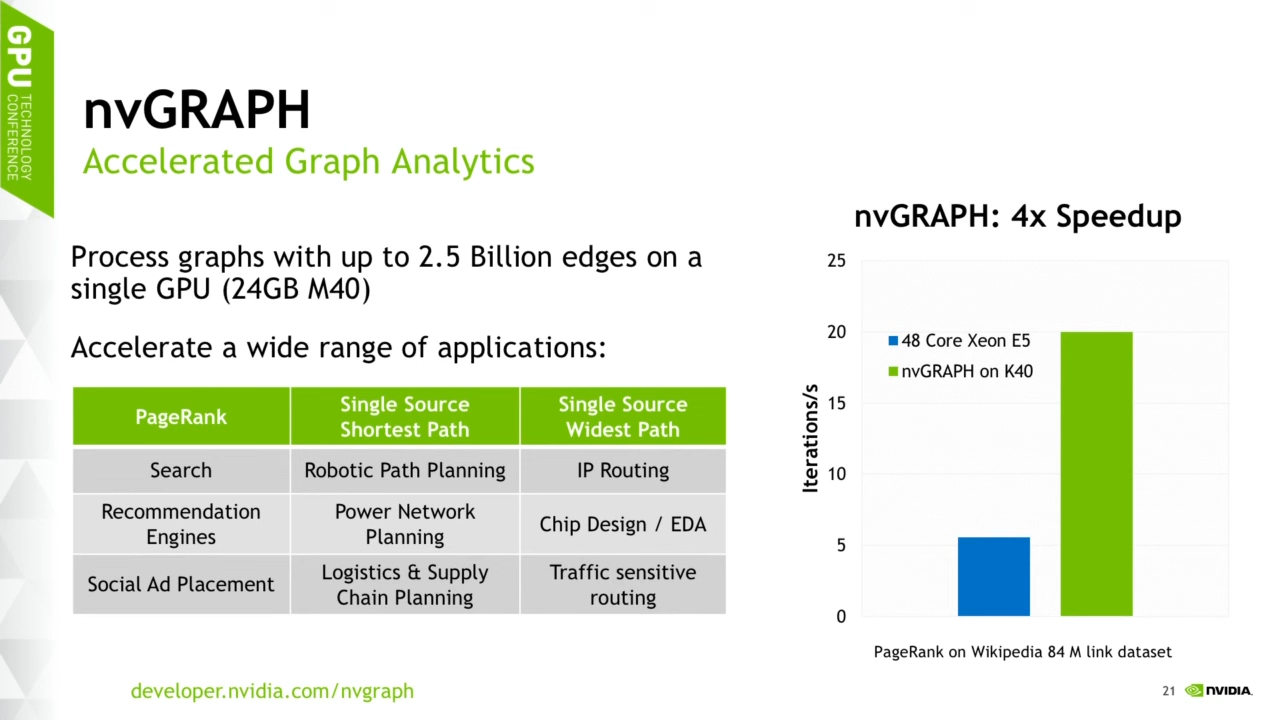 GPU
TECHNOLOGY
CONFERENCE
nvGRAPH
Accelerated Graph Analytics
Process graphs with up to 2.5 Billion edges on a
single GPU (24GB M40)
Accelerate a wide range of applications:
PageRank
Single Source
Shortest Path
Single Source
Widest Path
Search
Robotic Path Planning
IP Routing
Recommendation
Engines
Power Network
Planning
Chip Design / EDA
Social Ad Placement
Logistics & Supply
Chain Planning
Traffic sensitive
routing
developer.nvidia.com/nvgraph
nvGRAPH: 4x Speedup
25
20
15
10
5
0
Iterations/s
48 Core Xeon E5
nvGRAPH on K40
PageRank on Wikipedia 84 M link dataset
21
NVIDIA.